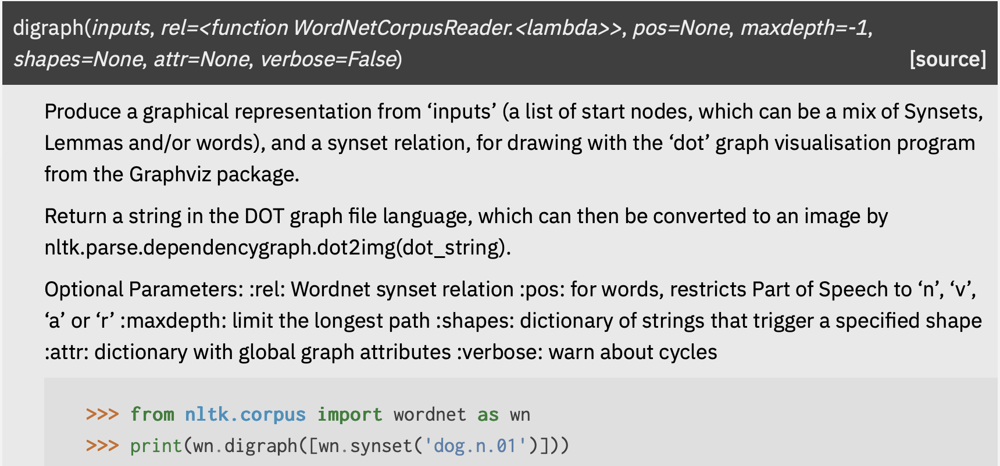 digraph(inputs, rel=<function WordNetCorpusReader.<lambda>>, pos=None, maxdepth=-1,
shapes=None, attr=None, verbose=False) [source]
Produce a graphical representation from ‘inputs’ (a list of start nodes, which can be a mix of Synsets,
Lemmas and/or words), and a synset relation, for drawing with the ‘dot’ graph visualisation program
from the Graphviz package.
Return a string in the DOT graph file language, which can then be converted to an image by
nltk.parse.dependencygraph.dot2img(dot_string).
Optional Parameters: :rel: Wordnet synset relation :pos: for words, restricts Part of Speech to ‘n’, ‘v’,
‘a’ or ‘r’ :maxdepth: limit the longest path :shapes: dictionary of strings that trigger a specified shape
:attr: dictionary with global graph attributes :verbose: warn about cycles
>>> from nltk.corpus import wordnet as wn
>>> print(wn.digraph([wn.synset('dog.n.01')]))